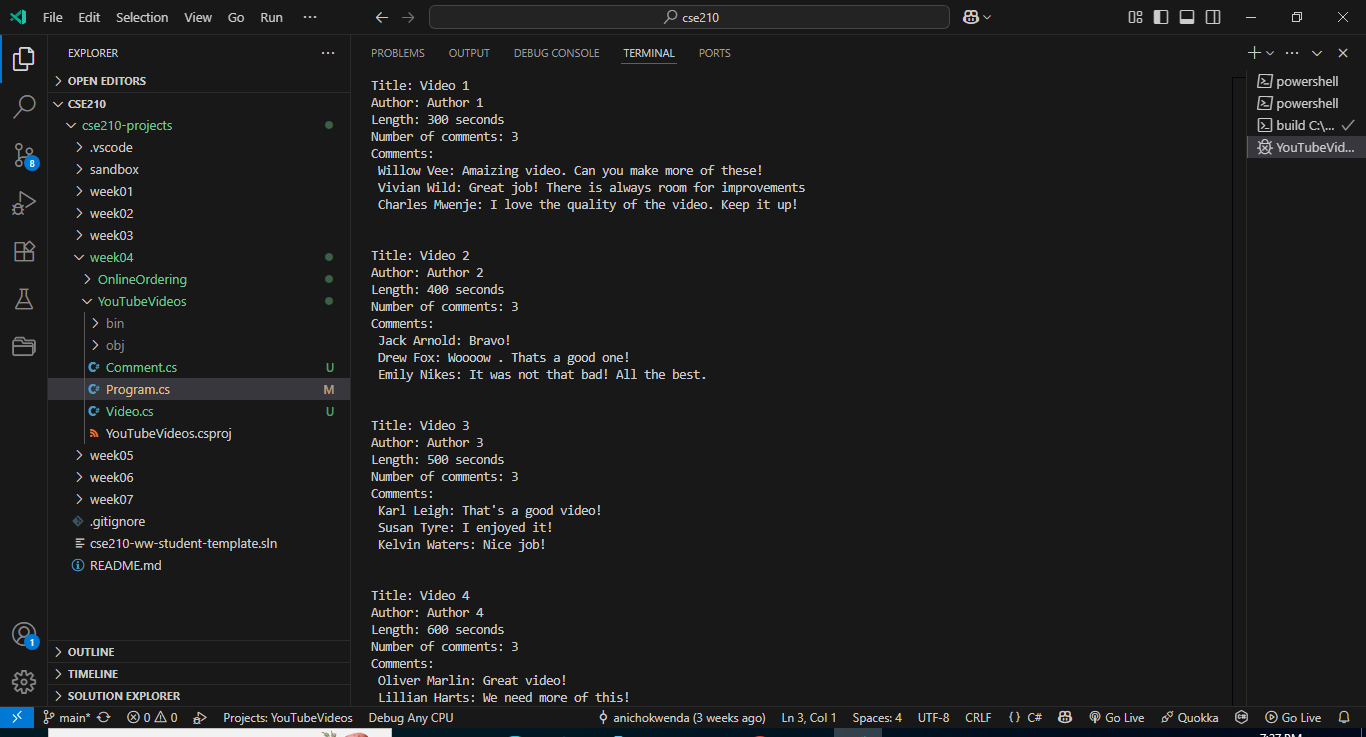 File Edit Selection View Go Run ···
cse210
EXPLORER ···
OPEN EDITORS
CSE210
cse210-projects
.vscode
sandbox
week01
week02
week03
week04
OnlineOrdering
YouTubeVideos
bin
obj
Comment.cs U
Program.cs M
Video.cs U
YouTubeVideos.csproj
week05
week06
week07
.gitignore
cse210-ww-student-template.sln
README.md
OUTLINE
TIMELINE
SOLUTION EXPLORER
8
1
PROBLEMS OUTPUT DEBUG CONSOLE TERMINAL PORTS
Title: Video 1
Author: Author 1
Length: 300 seconds
Number of comments: 3
Comments:
Willow Vee: Amaizing video. Can you make more of these!
Vivian Wild: Great job! There is always room for improvements
Charles Mwenje: I love the quality of the video. Keep it up!
Title: Video 2
Author: Author 2
Length: 400 seconds
Number of comments: 3
Comments:
Jack Arnold: Bravo!
Drew Fox: Woooow . Thats a good one!
Emily Nikes: It was not that bad! All the best.
Title: Video 3
Author: Author 3
Length: 500 seconds
Number of comments: 3
Comments:
Karl Leigh: That's a good video!
Susan Tyre: I enjoyed it!
Kelvin Waters: Nice job!
Title: Video 4
Author: Author 4
Length: 600 seconds
Number of comments: 3
Comments:
Oliver Marlin: Great video!
Lillian Harts: We need more of this!
powershell
powershell
build C:\...
YouTubeVid...
main* 0 0 Projects: YouTubeVideos Debug Any CPU anichokwenda (3 weeks ago) Ln 3, Col 1 Spaces: 4 UTF-8 CRLF {} C# Go Live Quokka Go Live
7:37 PM